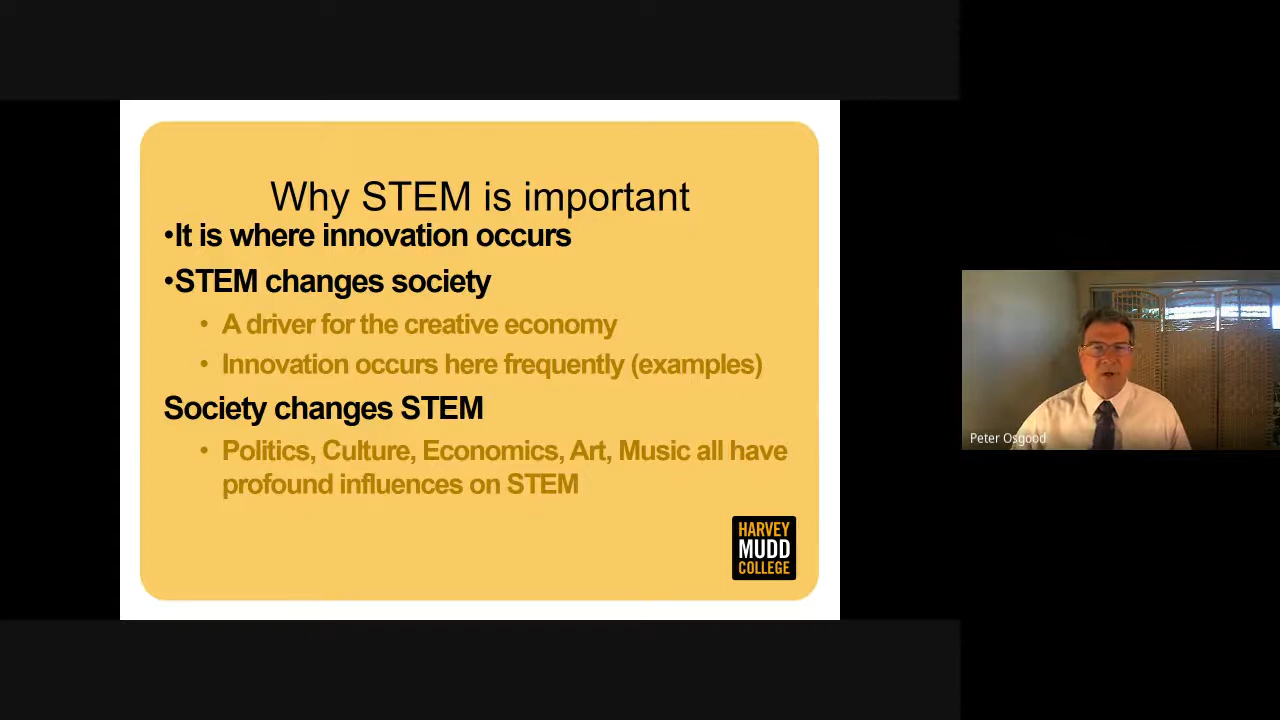 Why STEM is important
•It is where innovation occurs
•STEM changes society
• A driver for the creative economy
• Innovation occurs here frequently (examples)
Society changes STEM
• Politics, Culture, Economics, Art, Music all have
profound influences on STEM
HARVEY
MUDD
COLLEGE
Peter Osgood